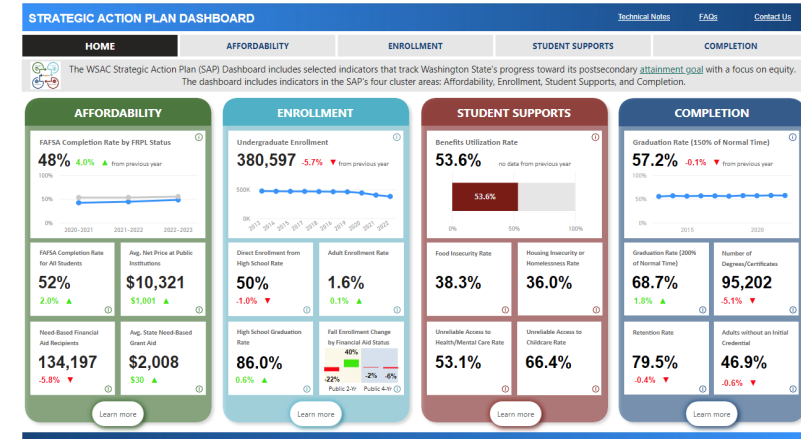 STRATEGIC ACTION PLAN DASHBOARD
Technical Notes
FAQs
Contact Us
HOME
AFFORDABILITY
ENROLLMENT
STUDENT SUPPORTS
COMPLETION
The WSAC Strategic Action Plan (SAP) Dashboard includes selected indicators that track Washington State's progress toward its postsecondary attainment goal with a focus on equity.
The dashboard includes indicators in the SAP's four cluster areas: Affordability, Enrollment, Student Supports, and Completion.
AFFORDABILITY
FAFSA Completion Rate by FRPL Status
48% 4.0% ▲ from previous year
100%
50%
0%
2020-2021 2021-2022 2022-2023
FAFSA Completion Rate
for All Students
52%
2.0% ▲
Avg. Net Price at Public
Institutions
$10,321
$1,001 ▲
Need-Based Financial
Aid Recipients
134,197
-5.8% ▼
Avg. State Need-Based
Grant Aid
$2,008
$30 ▲
Learn more
ENROLLMENT
Undergraduate Enrollment
380,597 -5.7% ▼ from previous year
500K
0K
2013 2014 2015 2016 2017 2018 2019 2020 2021 2022
Direct Enrollment from
High School Rate
50%
-1.0% ▼
Adult Enrollment Rate
1.6%
0.1% ▲
High School Graduation
Rate
86.0%
0.6% ▲
Fall Enrollment Change
by Financial Aid Status
40%
-22%
-2% -6%
Public 2-Yr Public 4-Yr
Learn more
STUDENT SUPPORTS
Benefits Utilization Rate
53.6% no data from previous year
53.6%
0% 50% 100%
Food Insecurity Rate
38.3%
Housing Insecurity or
Homelessness Rate
36.0%
Unreliable Access to
Health/Mental Care Rate
53.1%
Unreliable Access to
Childcare Rate
66.4%
Learn more
COMPLETION
Graduation Rate (150% of Normal Time)
57.2% -0.1% ▼ from previous year
100%
50%
0%
2015 2020
Graduation Rate (200%
of Normal Time)
68.7%
1.8% ▲
Number of
Degrees/Certificates
95,202
-5.1% ▼
Retention Rate
79.5%
-0.4% ▼
Adults without an Initial
Credential
46.9%
-0.6% ▼
Learn more